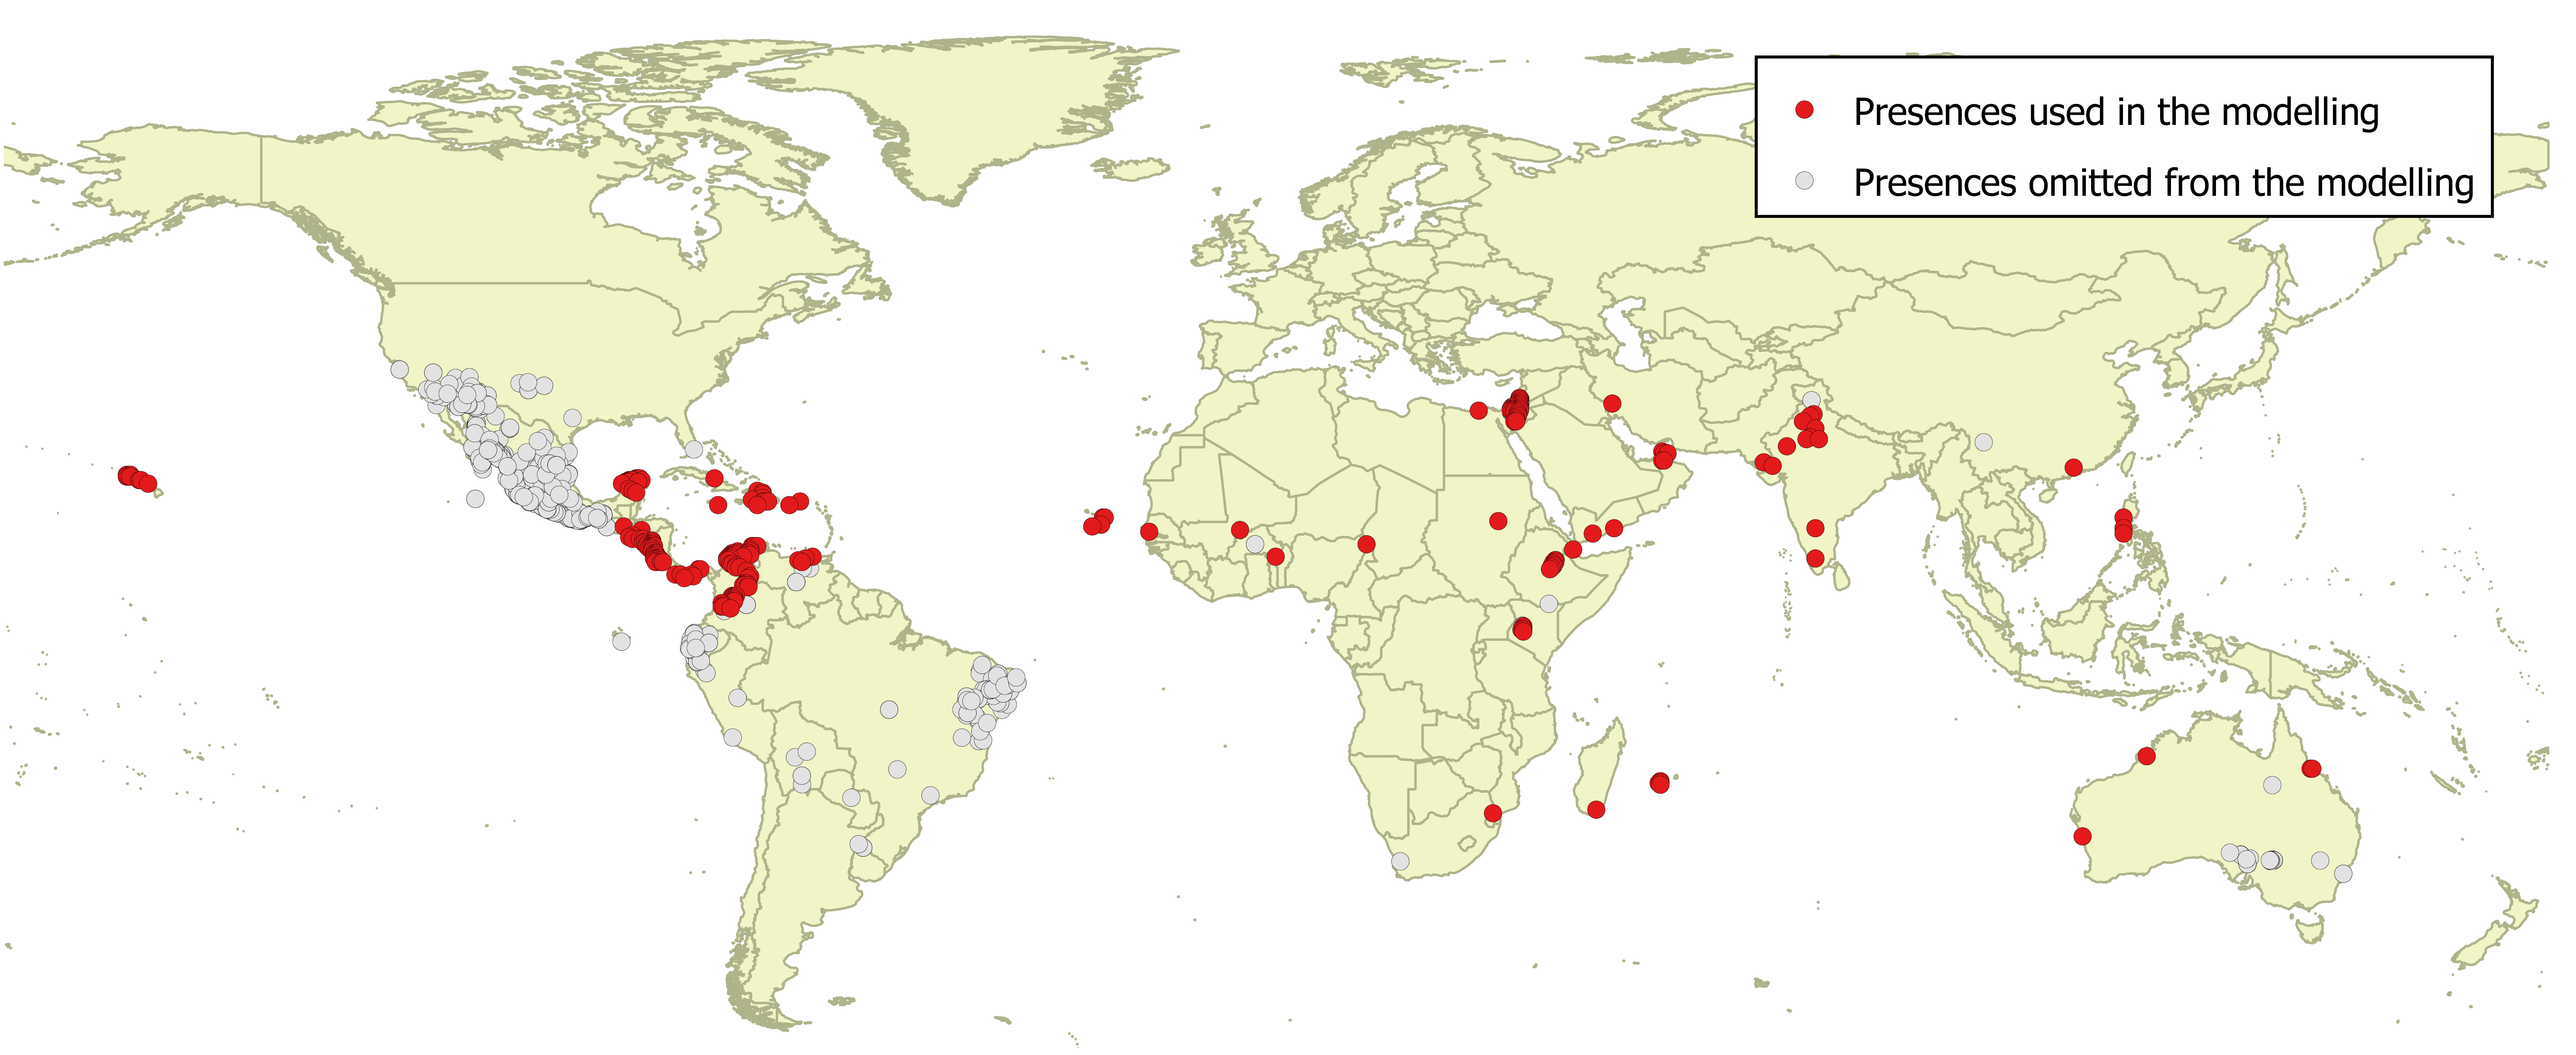 Presences used in the modelling
Presences omitted from the modelling